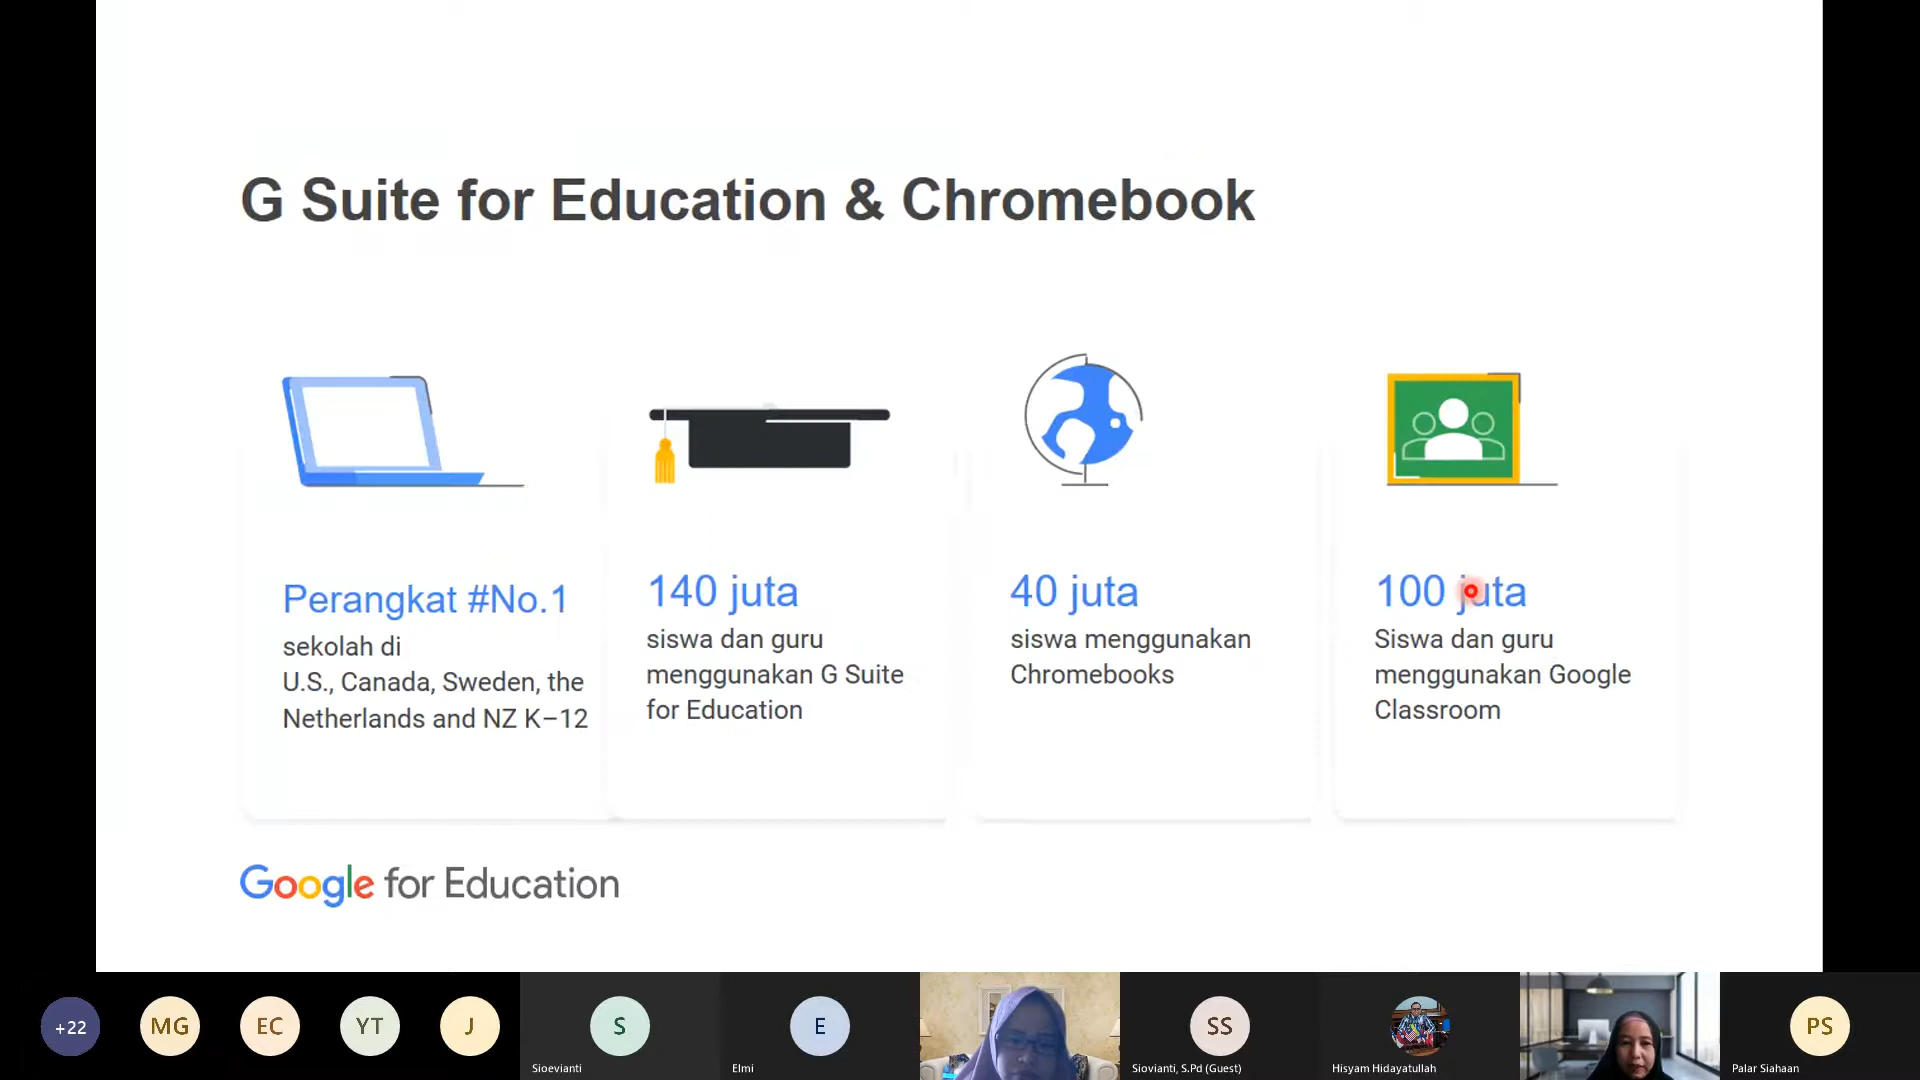 G Suite for Education & Chromebook
Perangkat #No.1
sekolah di
U.S., Canada, Sweden, the
Netherlands and NZ K–12
140 juta
siswa dan guru
menggunakan G Suite
for Education
40 juta
siswa menggunakan
Chromebooks
100 juta
Siswa dan guru
menggunakan Google
Classroom
Google for Education
+22
MG
EC
YT
J
S
Sioevianti
E
Elmi
SS
Siovianti, S.Pd (Guest)
Hisyam Hidayatullah
PS
Palar Siahaan